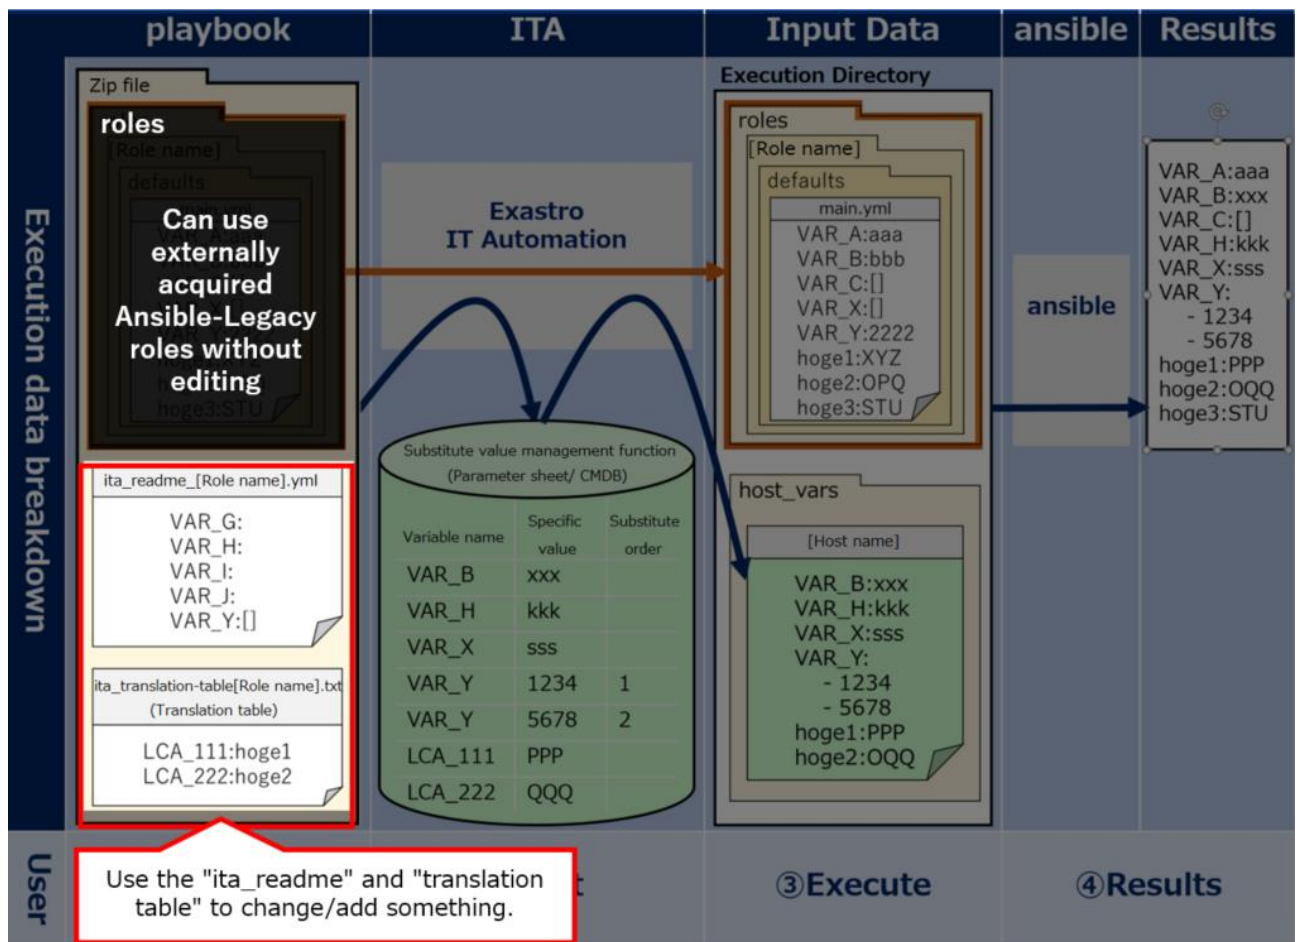 playbook
ITA
Input Data
ansible
Results
Execution data breakdown
Zip file
roles
[Role name]
defaults
main.yml
Can use
externally
acquired
Ansible-Legacy
roles without
editing
hoge3:STU
ita_readme_[Role name].yml
VAR_G:
VAR_H:
VAR_I:
VAR_J:
VAR_Y:[]
ita_translation-table[Role name].txt
(Translation table)
LCA_111:hoge1
LCA_222:hoge2
Exastro
IT Automation
Substitute value management function
(Parameter sheet/ CMDB)
Variable name
Specific value
Substitute order
VAR_B xxx
VAR_H kkk
VAR_X sss
VAR_Y 1234 1
VAR_Y 5678 2
LCA_111 PPP
LCA_222 QQQ
Execution Directory
roles
[Role name]
defaults
main.yml
VAR_A:aaa
VAR_B:bbb
VAR_C:[]
VAR_X:[]
VAR_Y:2222
hoge1:XYZ
hoge2:OPQ
hoge3:STU
host_vars
[Host name]
VAR_B:xxx
VAR_H:kkk
VAR_X:sss
VAR_Y:
- 1234
- 5678
hoge1:PPP
hoge2:OQQ
ansible
VAR_A:aaa
VAR_B:xxx
VAR_C:[]
VAR_H:kkk
VAR_X:sss
VAR_Y:
- 1234
- 5678
hoge1:PPP
hoge2:OQQ
hoge3:STU
User
Use the "ita_readme" and "translation
table" to change/add something.
③Execute
④Results